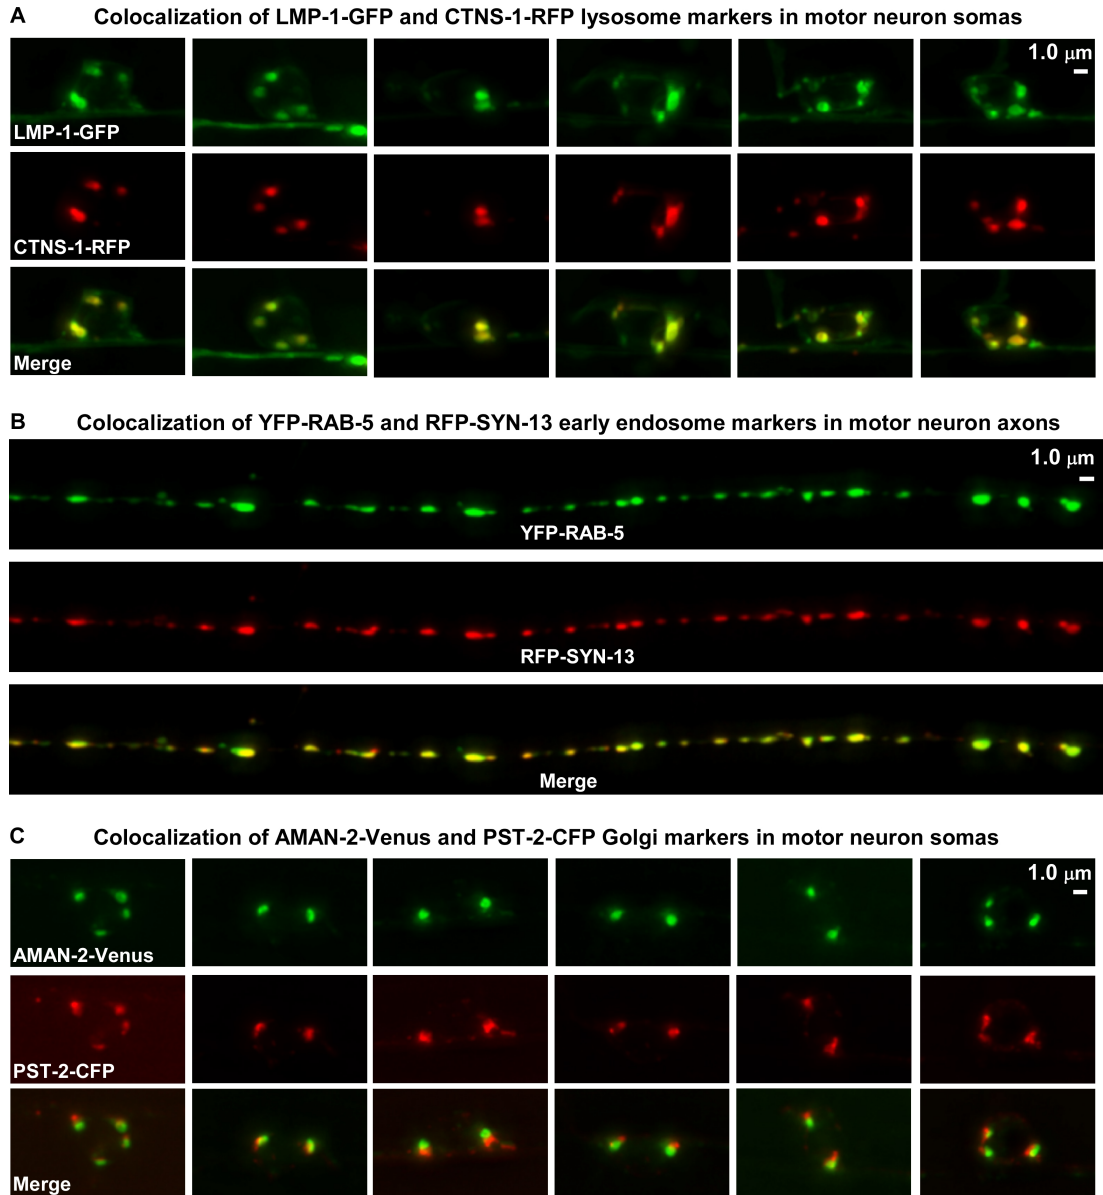 A Colocalization of LMP-1-GFP and CTNS-1-RFP lysosome markers in motor neuron somas
1.0 μm
LMP-1-GFP
CTNS-1-RFP
Merge
B Colocalization of YFP-RAB-5 and RFP-SYN-13 early endosome markers in motor neuron axons
1.0 μm
YFP-RAB-5
RFP-SYN-13
Merge
C Colocalization of AMAN-2-Venus and PST-2-CFP Golgi markers in motor neuron somas
1.0 μm
AMAN-2-Venus
PST-2-CFP
Merge